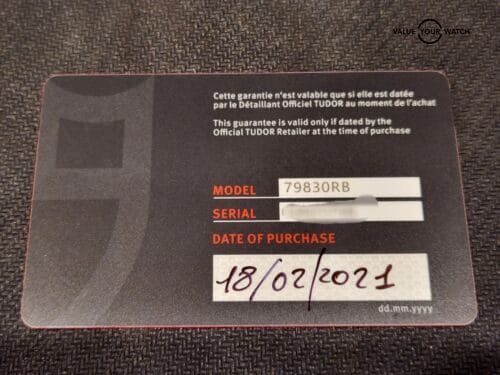 VALUE YOUR WATCH
Cette garantie n'est valable que si elle est datée
par le Détaillant Officiel TUDOR au moment de l'achat
This guarantee is valid only if dated by the
Official TUDOR Retailer at the time of purchase
MODEL 79830RB
SERIAL
DATE OF PURCHASE
18/02/2021
dd.mm.yyyy